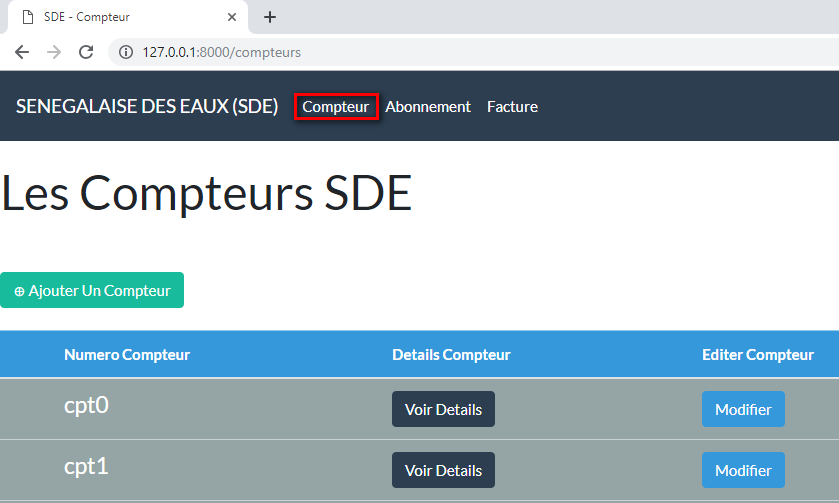 SDE - Compteur
127.0.0.1:8000/compteurs
SENEGALAISE DES EAUX (SDE) Compteur Abonnement Facture
Les Compteurs SDE
⊕ Ajouter Un Compteur
Numero Compteur Details Compteur Editer Compteur
cpt0 Voir Details Modifier
cpt1 Voir Details Modifier